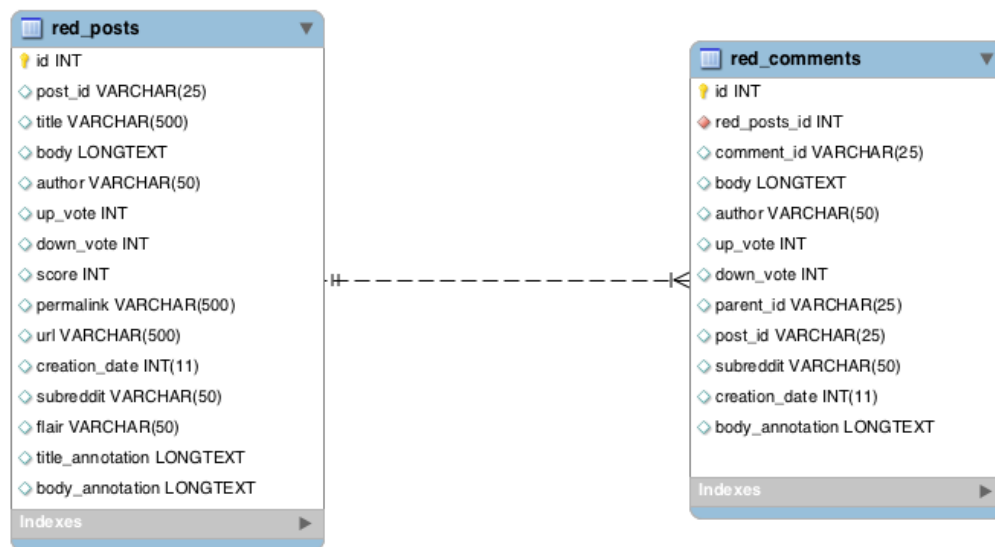 red_posts
id INT
post_id VARCHAR(25)
title VARCHAR(500)
body LONGTEXT
author VARCHAR(50)
up_vote INT
down_vote INT
score INT
permalink VARCHAR(500)
url VARCHAR(500)
creation_date INT(11)
subreddit VARCHAR(50)
flair VARCHAR(50)
title_annotation LONGTEXT
body_annotation LONGTEXT
Indexes
red_comments
id INT
red_posts_id INT
comment_id VARCHAR(25)
body LONGTEXT
author VARCHAR(50)
up_vote INT
down_vote INT
parent_id VARCHAR(25)
post_id VARCHAR(25)
subreddit VARCHAR(50)
creation_date INT(11)
body_annotation LONGTEXT
Indexes